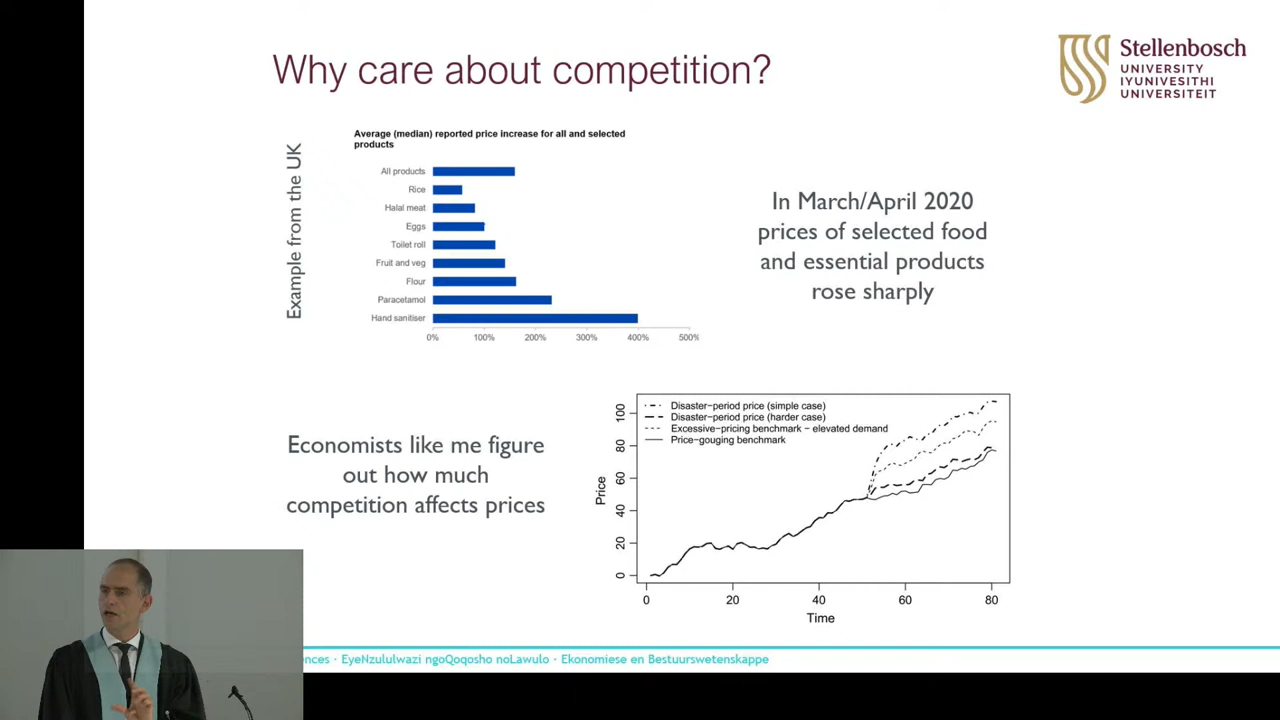 Why care about competition?
Stellenbosch
UNIVERSITY
IYUNIVESITHI
UNIVERSITEIT
Example from the UK
Average (median) reported price increase for all and selected
products
All products
Rice
Halal meat
Eggs
Toilet roll
Fruit and veg
Flour
Paracetamol
Hand sanitiser
0% 100% 200% 300% 400% 500%
In March/April 2020
prices of selected food
and essential products
rose sharply
Economists like me figure
out how much
competition affects prices
Disaster-period price (simple case)
Disaster-period price (harder case)
Excessive-pricing benchmark - elevated demand
Price-gouging benchmark
Price
100
80
60
40
20
0
0 20 40 60 80
Time
ences · EyeNzululwazi ngoQoqosho noLawulo · Ekonomiese en Bestuurswetenskappe